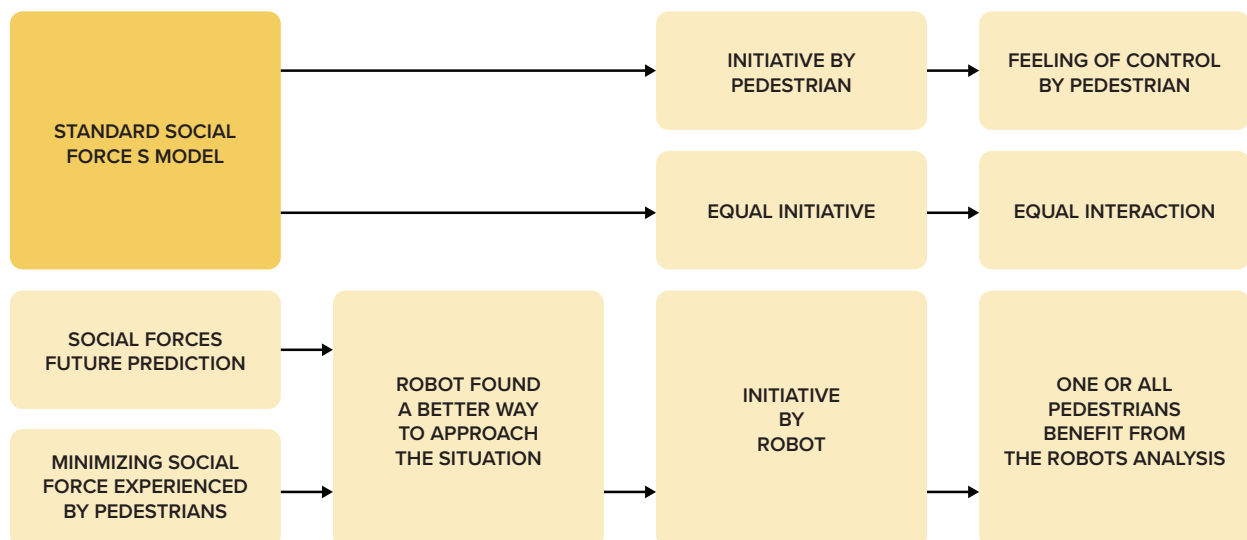 STANDARD SOCIAL
FORCE S MODEL
INITIATIVE BY
PEDESTRIAN
FEELING OF CONTROL
BY PEDESTRIAN
EQUAL INITIATIVE
EQUAL INTERACTION
SOCIAL FORCES
FUTURE PREDICTION
MINIMIZING SOCIAL
FORCE EXPERIENCED
BY PEDESTRIANS
ROBOT FOUND
A BETTER WAY
TO APPROACH
THE SITUATION
INITIATIVE
BY
ROBOT
ONE OR ALL
PEDESTRIANS
BENEFIT FROM
THE ROBOTS ANALYSIS